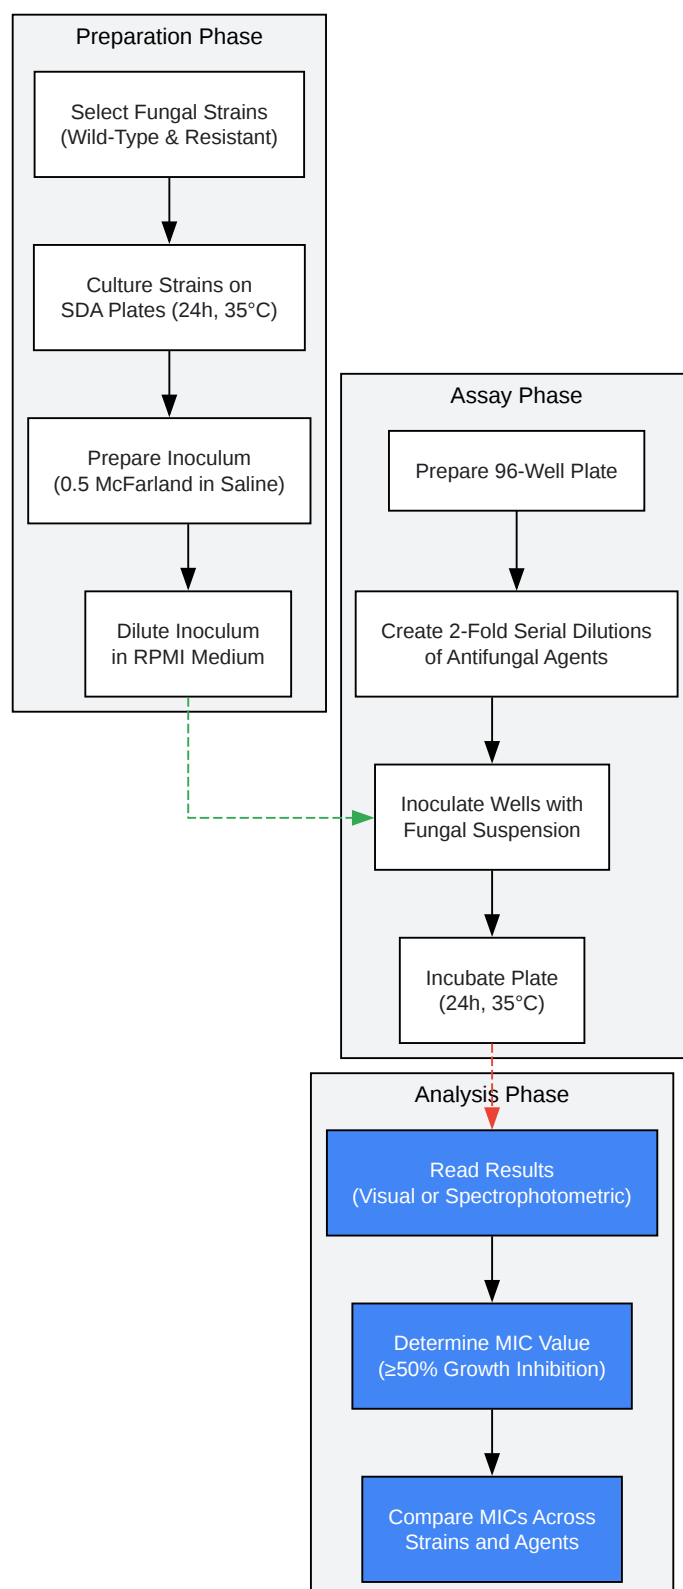 Preparation Phase
Select Fungal Strains
(Wild-Type & Resistant)
Culture Strains on
SDA Plates (24h, 35°C)
Prepare Inoculum
(0.5 McFarland in Saline)
Dilute Inoculum
in RPMI Medium
Assay Phase
Prepare 96-Well Plate
Create 2-Fold Serial Dilutions
of Antifungal Agents
Inoculate Wells with
Fungal Suspension
Incubate Plate
(24h, 35°C)
Analysis Phase
Read Results
(Visual or Spectrophotometric)
Determine MIC Value
(≥50% Growth Inhibition)
Compare MICs Across
Strains and Agents